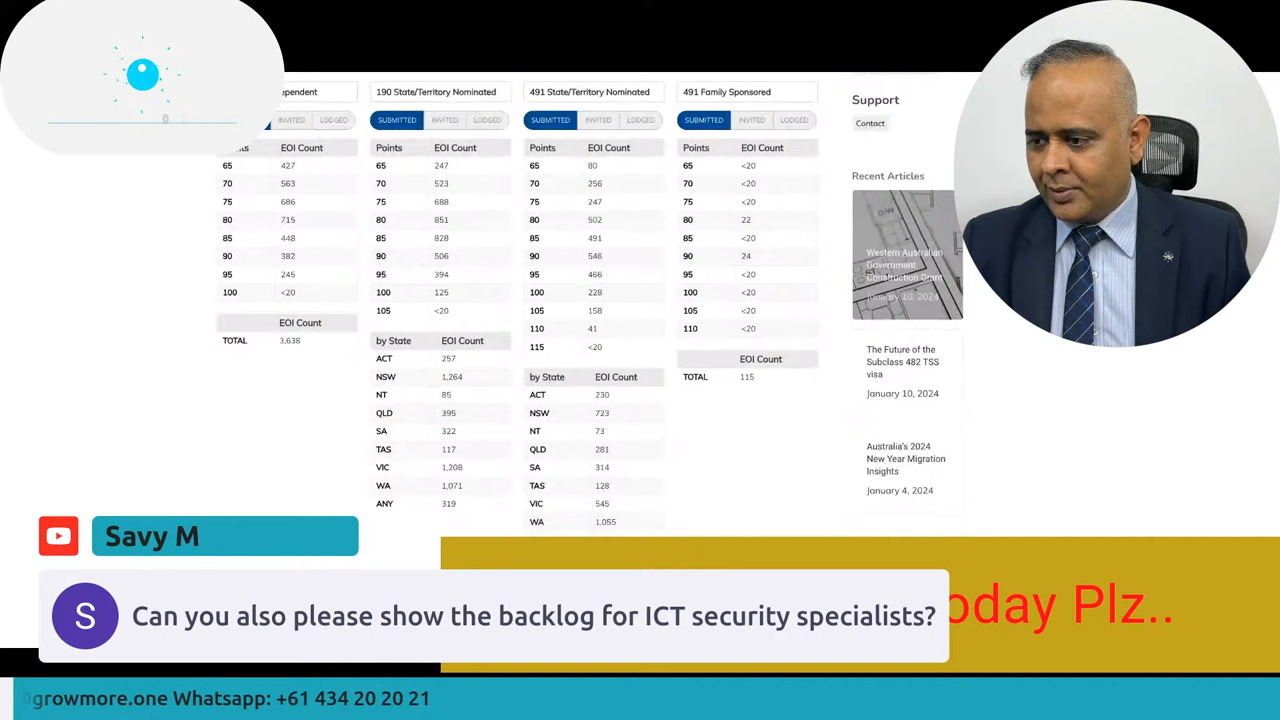 190 State/Territory Nominated
491 State/Territory Nominated
491 Family Sponsored
INVITED LODGED
SUBMITTED INVITED LODGED
SUBMITTED INVITED LODGED
SUBMITTED INVITED LODGED
Points EOI Count
65 427
70 563
75 686
80 715
85 448
90 382
95 245
100 <20
EOI Count
TOTAL 3,638
Points EOI Count
65 247
70 523
75 688
80 851
85 828
90 506
95 394
100 125
105 <20
by State EOI Count
ACT 257
NSW 1,264
NT 85
QLD 395
SA 322
TAS 117
VIC 1,208
WA 1,071
ANY 319
Points EOI Count
65 80
70 256
75 247
80 502
85 491
90 546
95 466
100 228
105 158
110 41
115 <20
by State EOI Count
ACT 230
NSW 723
NT 73
QLD 281
SA 314
TAS 128
VIC 545
WA 1,055
Points EOI Count
65 <20
70 <20
75 <20
80 22
85 <20
90 24
95 <20
100 <20
105 <20
110 <20
EOI Count
TOTAL 115
Support
Contact
Recent Articles
Western Australian
Government
Construction Grant
January 10, 2024
The Future of the
Subclass 482 TSS
visa
January 10, 2024
Australia's 2024
New Year Migration
Insights
January 4, 2024
Savy M
S
Can you also please show the backlog for ICT security specialists?
oday Plz..
growmore.one Whatsapp: +61 434 20 20 21